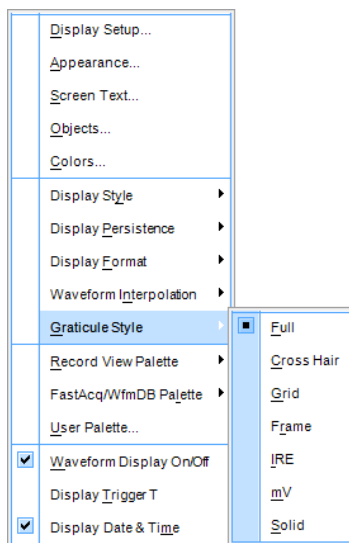 Display Setup...
Appearance...
Screen Text...
Objects...
Colors...
Display Style
Display Persistence
Display Format
Waveform Interpolation
Graticule Style
Record View Palette
FastAcq/WfmDB Palette
User Palette...
Waveform Display On/Off
Display Trigger T
Display Date & Time
Full
Cross Hair
Grid
Frame
IRE
mV
Solid